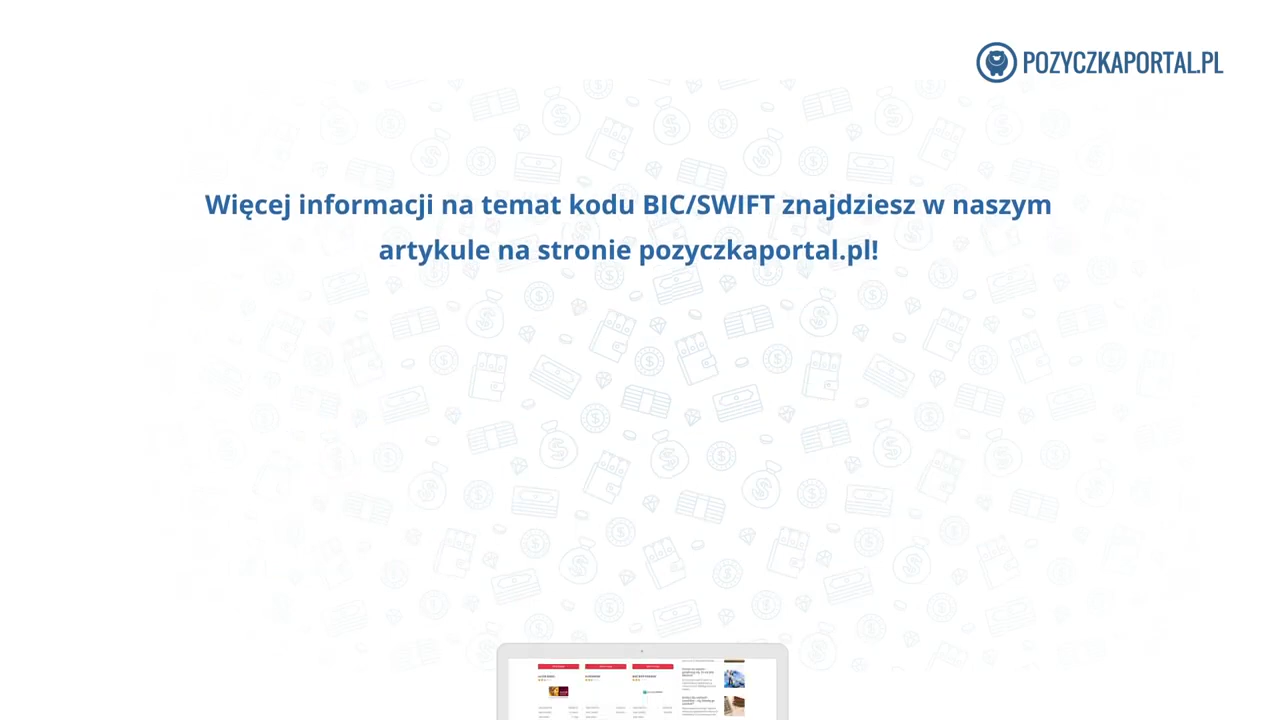 POZYCZKAPORTAL.PL
Więcej informacji na temat kodu BIC/SWIFT znajdziesz w naszym
artykule na stronie pozyczkaportal.pl!